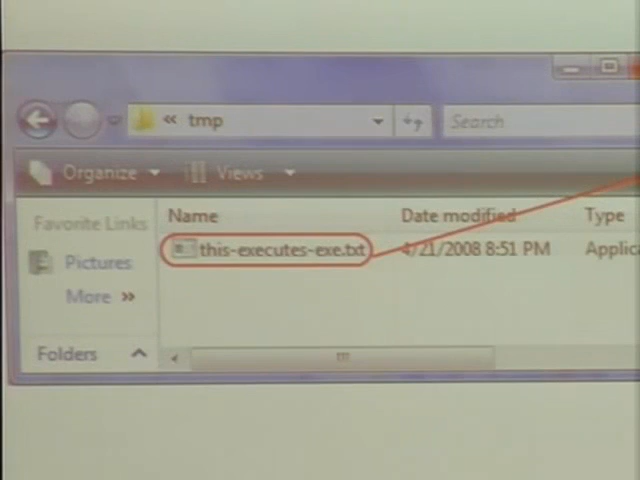 « tmp
Search
Organize Views
Favorite Links
Name Date modified Type
this-executes-exe.txt 4/21/2008 8:51 PM Applic
Pictures
More »
Folders